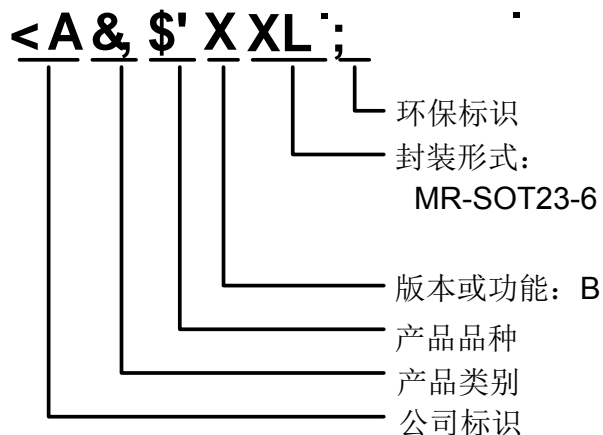 <A&,$'XXL";
环保标识
封装形式：
MR-SOT23-6
版本或功能：B
产品品种
产品类别
公司标识